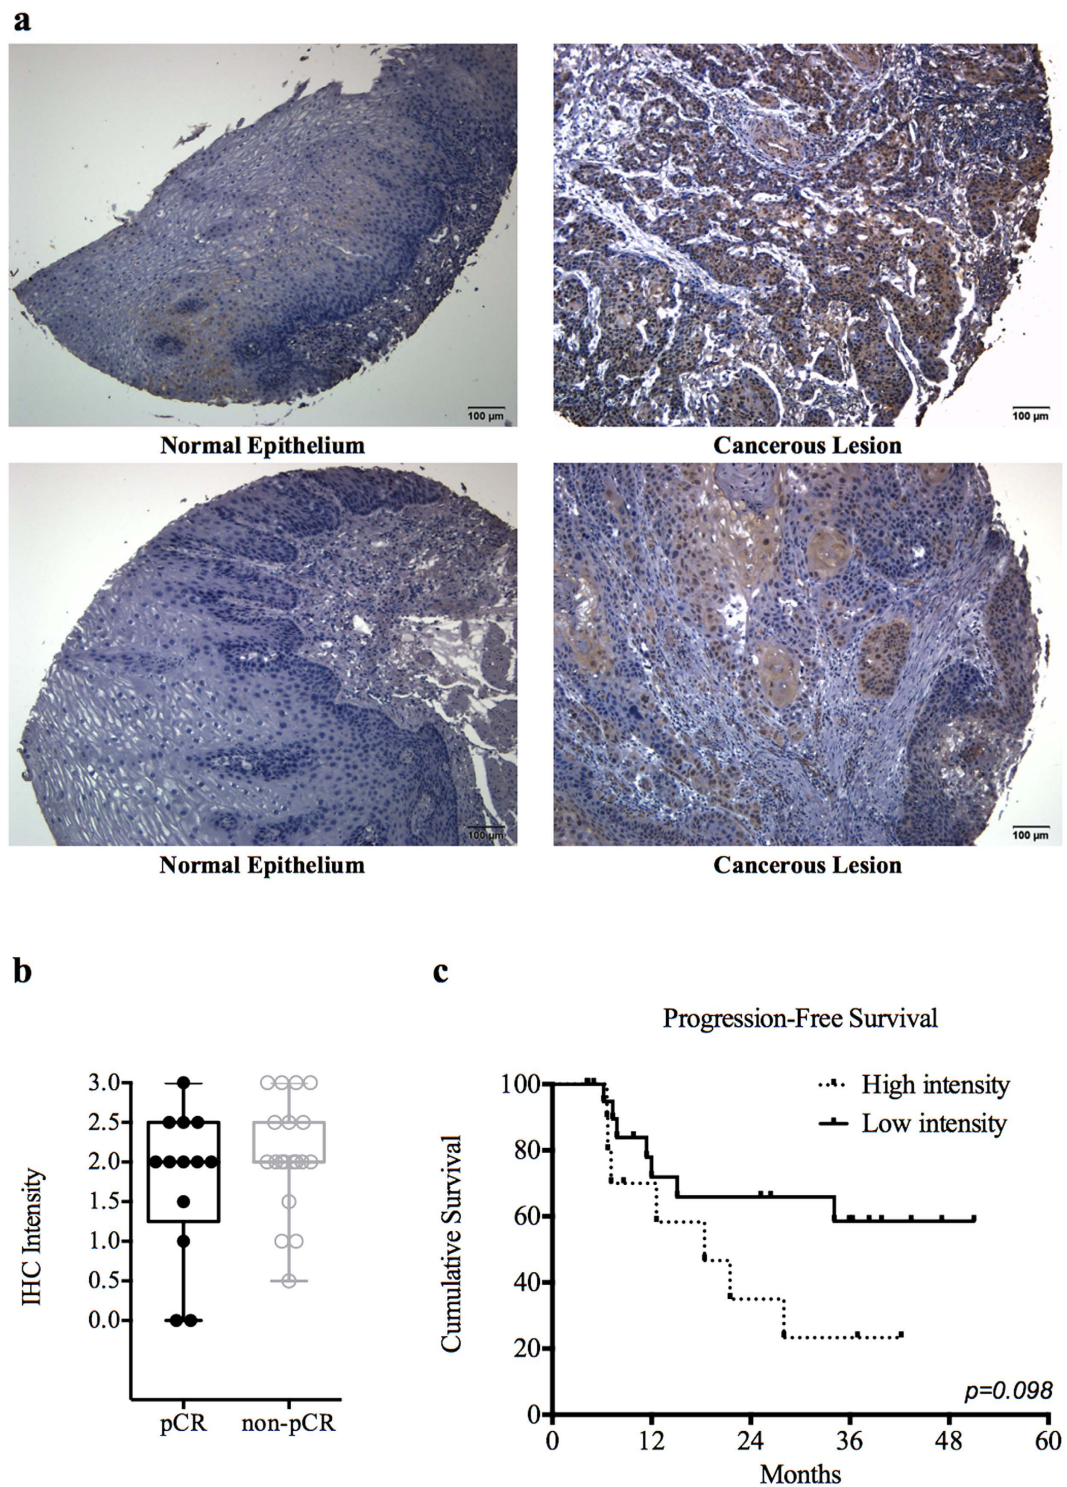 a
100 µm
100 µm
Normal Epithelium
Cancerous Lesion
100 µm
100 µm
Normal Epithelium
Cancerous Lesion
b
c
Progression-Free Survival
IHC Intensity
3.0
2.5
2.0
1.5
1.0
0.5
0.0
pCR
non-pCR
Cumulative Survival
100
80
60
40
20
0
High intensity
Low intensity
p=0.098
0
12
24
36
48
60
Months